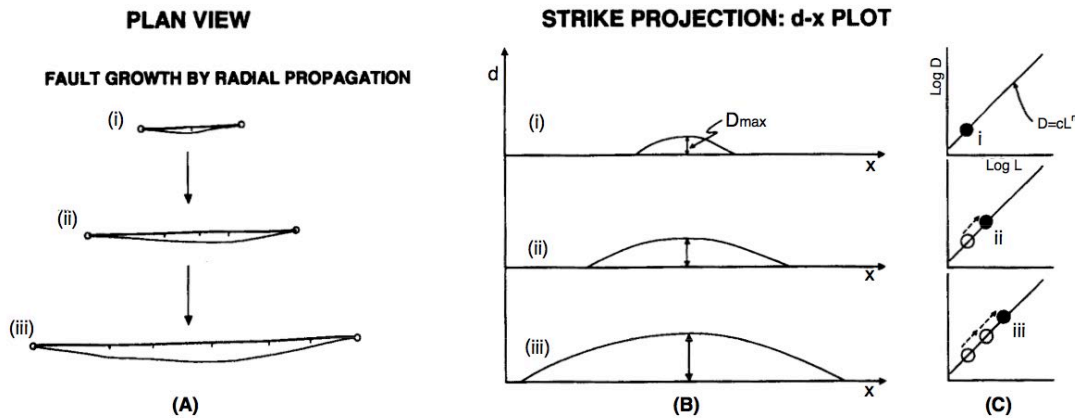 PLAN VIEW
FAULT GROWTH BY RADIAL PROPAGATION
(i)
(ii)
(iii)
(A)
STRIKE PROJECTION: d-x PLOT
d
(i)
Dmax
x
(ii)
x
(iii)
x
(B)
Log D
D=cLⁿ
i
Log L
ii
iii
(C)